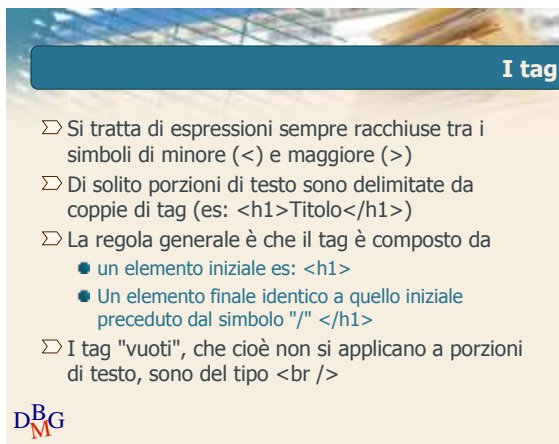 I tag
Si tratta di espressioni sempre racchiuse tra i
simboli di minore (<) e maggiore (>)
Di solito porzioni di testo sono delimitate da
coppie di tag (es: <h1>Titolo</h1>)
La regola generale è che il tag è composto da
un elemento iniziale es: <h1>
Un elemento finale identico a quello iniziale
preceduto dal simbolo "/" </h1>
I tag "vuoti", che cioè non si applicano a porzioni
di testo, sono del tipo <br />
DBMG